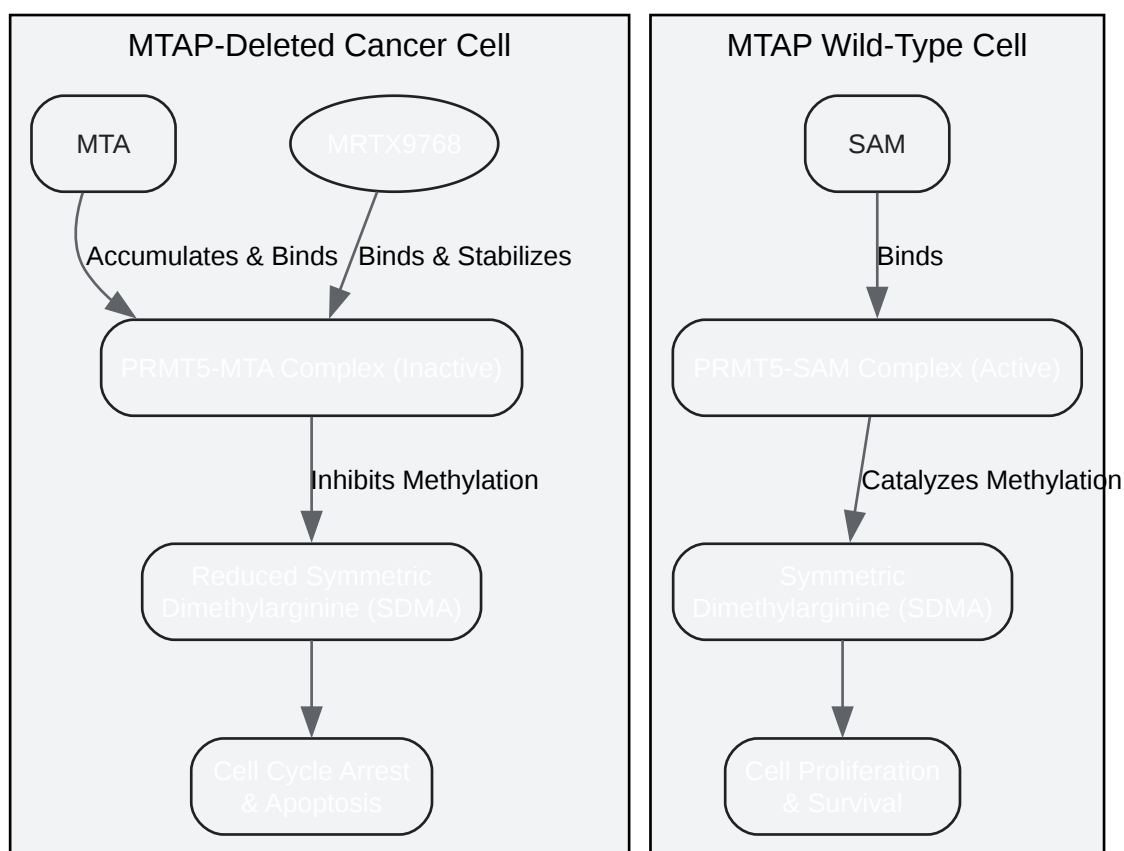 MTAP-Deleted Cancer Cell
MTA
MRTX9768
Accumulates & Binds
Binds & Stabilizes
PRMT5-MTA Complex (Inactive)
Inhibits Methylation
Reduced Symmetric
Dimethylarginine (SDMA)
Cell Cycle Arrest
& Apoptosis
MTAP Wild-Type Cell
SAM
Binds
PRMT5-SAM Complex (Active)
Catalyzes Methylation
Symmetric
Dimethylarginine (SDMA)
Cell Proliferation
& Survival